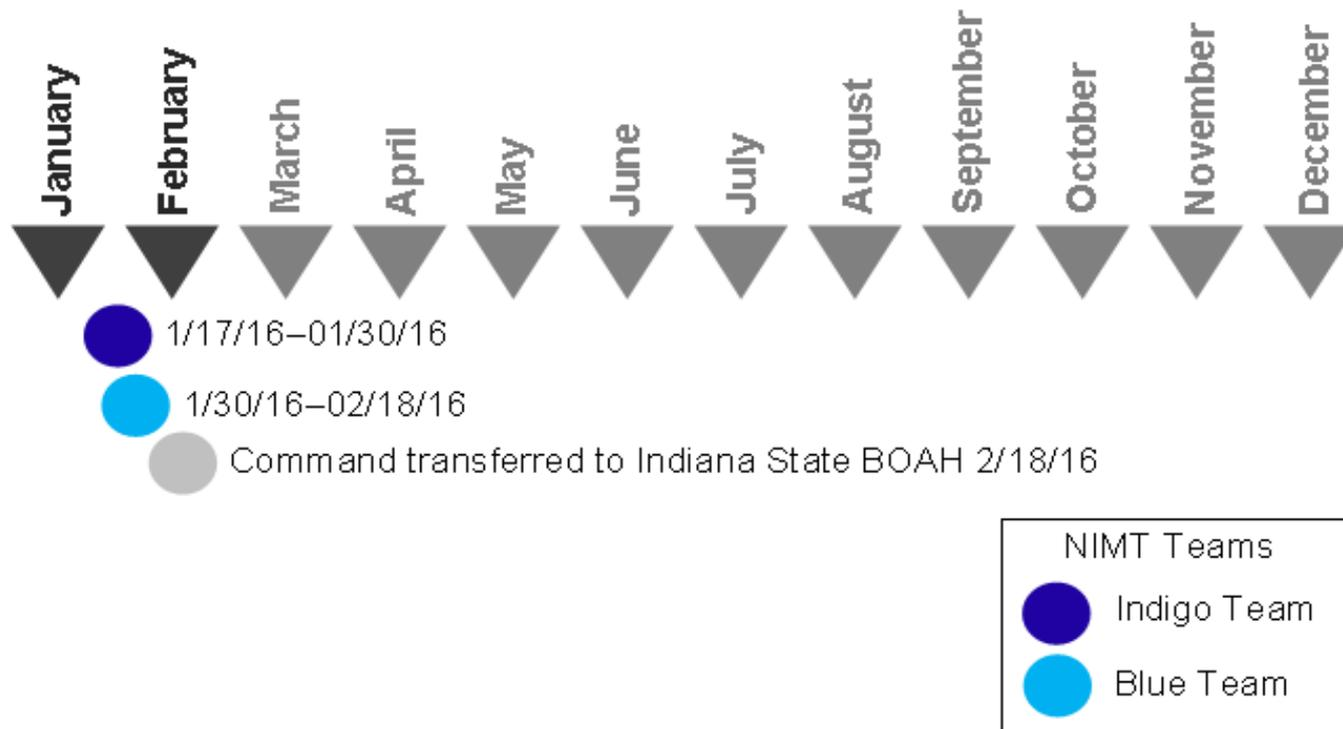 January
February
March
April
May
June
July
August
September
October
November
December
1/17/16–01/30/16
1/30/16–02/18/16
Command transferred to Indiana State BOAH 2/18/16
NIMT Teams
Indigo Team
Blue Team